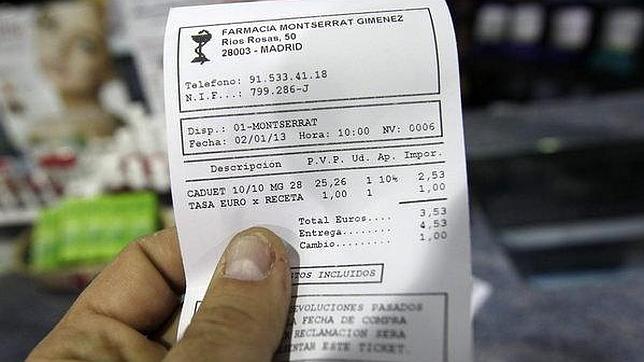 FARMACIA MONTSERRAT GIMENEZ
Rios Rosas, 50
28003 - MADRID
Telefono: 91.533.41.18
N.I.F...: 799.286-J
Disp.: 01-MONTSERRAT
Fecha: 02/01/13 Hora: 10:00 NV: 0006
Descripcion P.V.P. Ud. Ap. Impor.
CADUET 10/10 MG 28 25,26 1 10% 2,53
TASA EURO x RECETA 1,00 1 1,00
Total Euros.... 3,53
Entrega........ 4,53
Cambio......... 1,00
INCLUIDOS
DEVOLUCIONES PASADOS
LA FECHA DE COMPRA
RECLAMACION SERA
ESTE TICKET.